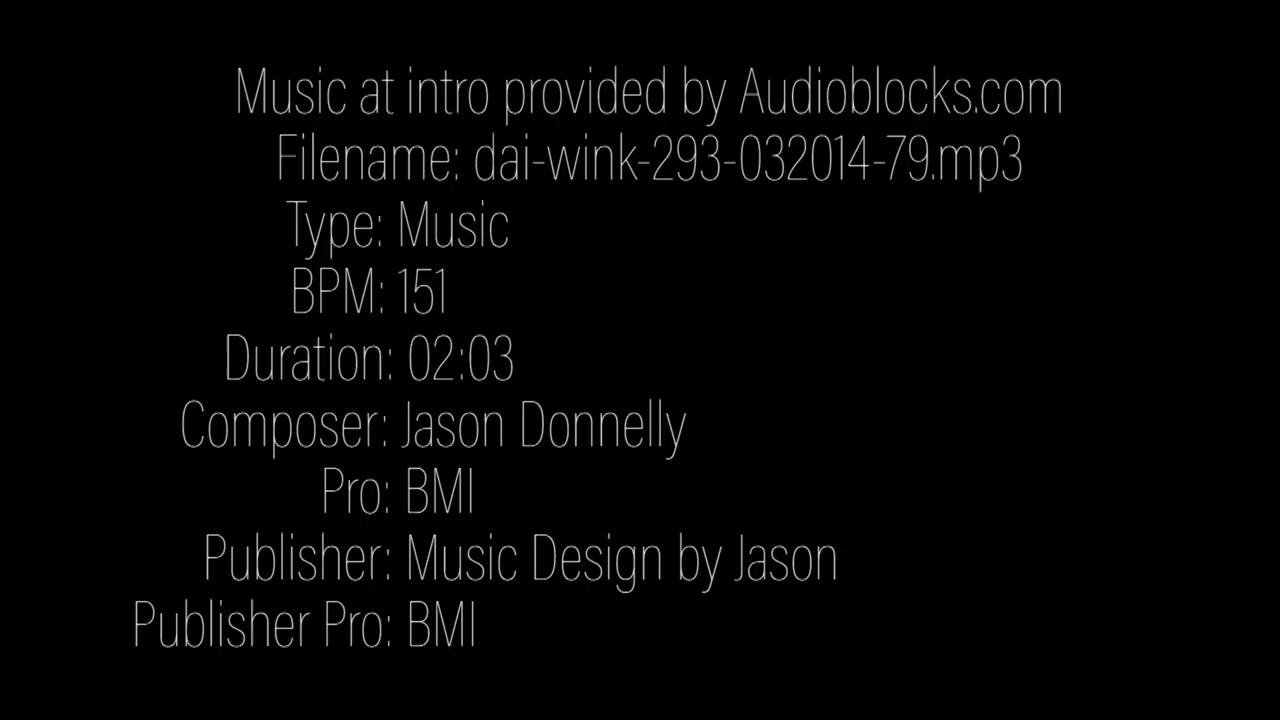 Music at intro provided by Audioblocks.com
Filename: dai-wink-293-032014-79.mp3
Type: Music
BPM: 151
Duration: 02:03
Composer: Jason Donnelly
Pro: BMI
Publisher: Music Design by Jason
Publisher Pro: BMI